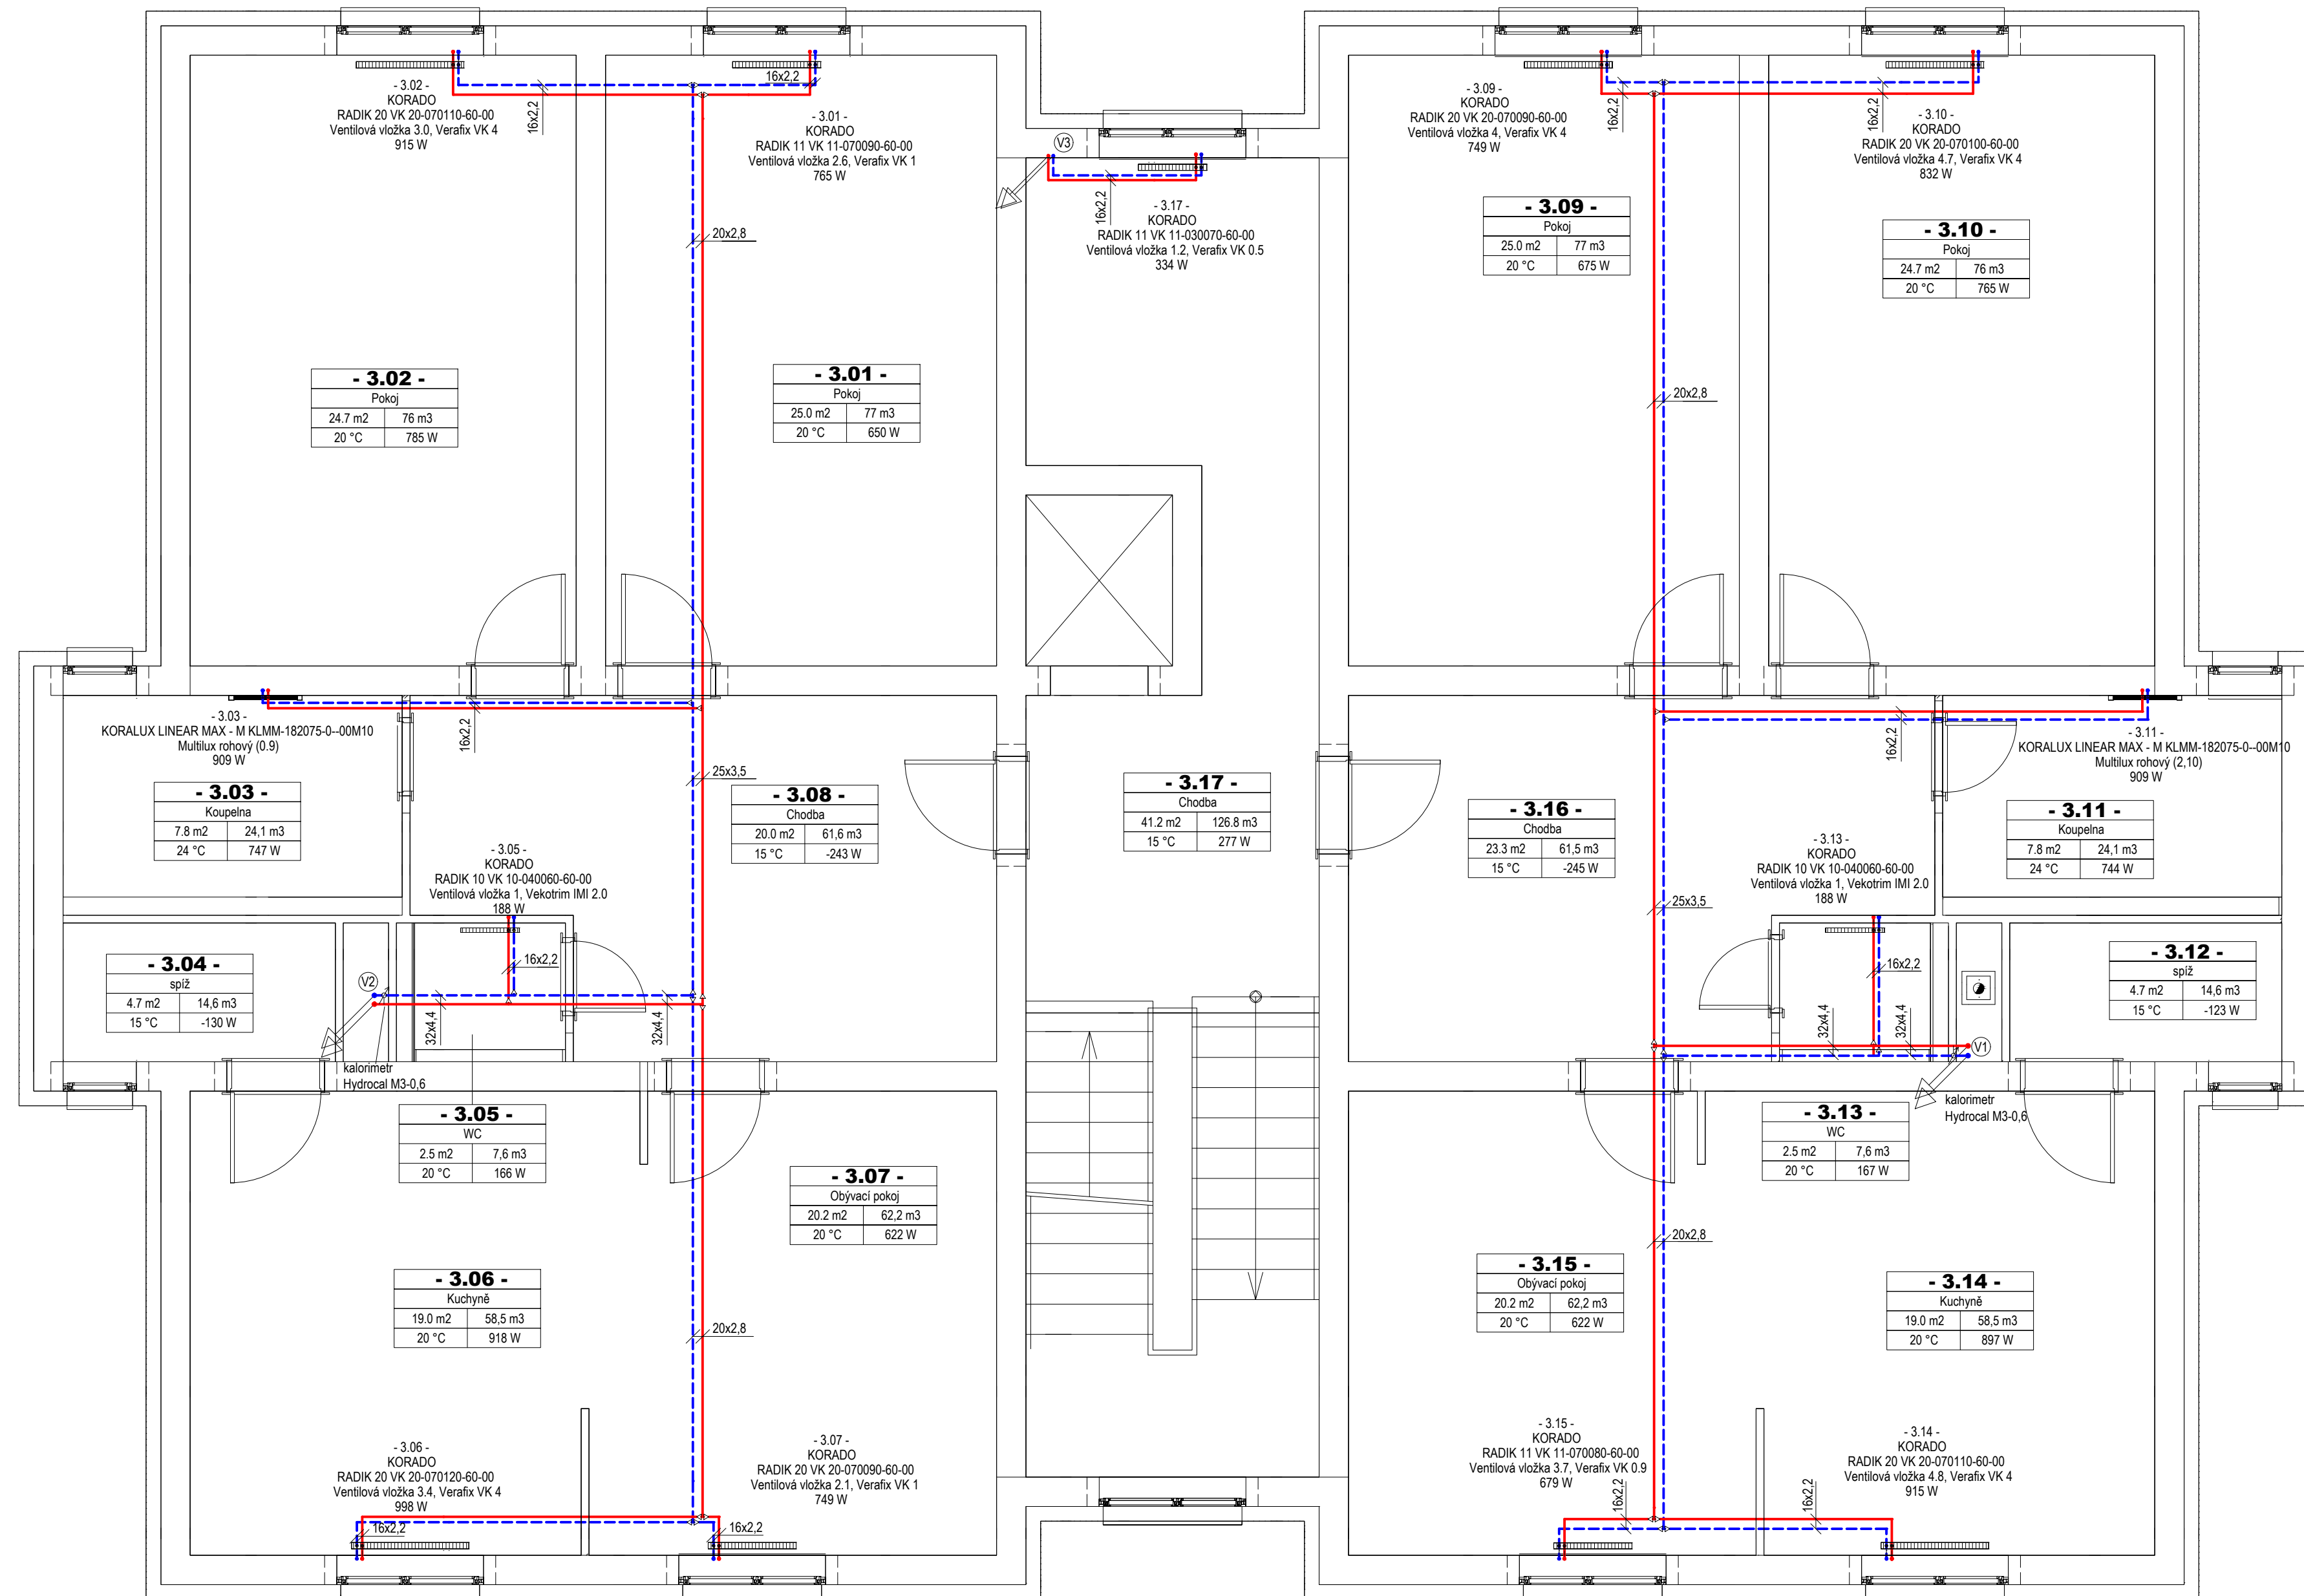 - 3.02 -
KORADO
RADIK 20 VK 20-070110-60-00
Ventilová vložka 3.0, Verafix VK 4
915 W
16x2,2
16x2,2
- 3.01 -
KORADO
RADIK 11 VK 11-070090-60-00
Ventilová vložka 2.6, Verafix VK 1
765 W
V3
16x2,2
- 3.17 -
KORADO
RADIK 11 VK 11-030070-60-00
Ventilová vložka 1.2, Verafix VK 0.5
334 W
- 3.09 -
KORADO
RADIK 20 VK 20-070090-60-00
Ventilová vložka 4, Verafix VK 4
749 W
16x2,2
16x2,2
- 3.10 -
KORADO
RADIK 20 VK 20-070100-60-00
Ventilová vložka 4.7, Verafix VK 4
832 W
20x2,8
- 3.09 -
Pokoj
25.0 m2 77 m3
20 °C 675 W
- 3.10 -
Pokoj
24.7 m2 76 m3
20 °C 765 W
- 3.02 -
Pokoj
24.7 m2 76 m3
20 °C 785 W
- 3.01 -
Pokoj
25.0 m2 77 m3
20 °C 650 W
20x2,8
- 3.03 -
KORALUX LINEAR MAX - M KLMM-182075-0--00M10
Multilux rohový (0.9)
909 W
16x2,2
- 3.03 -
Koupelna
7.8 m2 24,1 m3
24 °C 747 W
25x3,5
- 3.08 -
Chodba
20.0 m2 61,6 m3
15 °C -243 W
- 3.17 -
Chodba
41.2 m2 126.8 m3
15 °C 277 W
- 3.16 -
Chodba
23.3 m2 61,5 m3
15 °C -245 W
16x2,2
- 3.11 -
KORALUX LINEAR MAX - M KLMM-182075-0--00M10
Multilux rohový (2,10)
909 W
- 3.11 -
Koupelna
7.8 m2 24,1 m3
24 °C 744 W
- 3.05 -
KORADO
RADIK 10 VK 10-040060-60-00
Ventilová vložka 1, Vekotrim IMI 2.0
188 W
- 3.13 -
KORADO
RADIK 10 VK 10-040060-60-00
Ventilová vložka 1, Vekotrim IMI 2.0
188 W
25x3,5
- 3.04 -
spíž
4.7 m2 14,6 m3
15 °C -130 W
V2
16x2,2
32x4,4
32x4,4
16x2,2
32x4,4
32x4,4
V1
- 3.12 -
spíž
4.7 m2 14,6 m3
15 °C -123 W
kalorimetr
Hydrocal M3-0,6
kalorimetr
Hydrocal M3-0,6
- 3.05 -
WC
2.5 m2 7,6 m3
20 °C 166 W
- 3.13 -
WC
2.5 m2 7,6 m3
20 °C 167 W
- 3.07 -
Obývací pokoj
20.2 m2 62,2 m3
20 °C 622 W
20x2,8
- 3.06 -
Kuchyně
19.0 m2 58,5 m3
20 °C 918 W
- 3.15 -
Obývací pokoj
20.2 m2 62,2 m3
20 °C 622 W
- 3.14 -
Kuchyně
19.0 m2 58,5 m3
20 °C 897 W
20x2,8
- 3.06 -
KORADO
RADIK 20 VK 20-070120-60-00
Ventilová vložka 3.4, Verafix VK 4
998 W
16x2,2
- 3.07 -
KORADO
RADIK 20 VK 20-070090-60-00
Ventilová vložka 2.1, Verafix VK 1
749 W
16x2,2
- 3.15 -
KORADO
RADIK 11 VK 11-070080-60-00
Ventilová vložka 3.7, Verafix VK 0.9
679 W
16x2,2
16x2,2
- 3.14 -
KORADO
RADIK 20 VK 20-070110-60-00
Ventilová vložka 4.8, Verafix VK 4
915 W